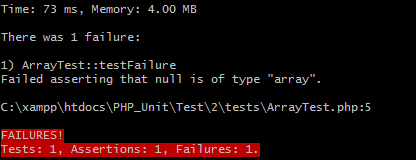 Time: 73 ms, Memory: 4.00 MB
There was 1 failure:
1) ArrayTest::testFailure
Failed asserting that null is of type "array".
C:\xampp\htdocs\PHP_Unit\Test\2\tests\ArrayTest.php:5
FAILURES!
Tests: 1, Assertions: 1, Failures: 1.